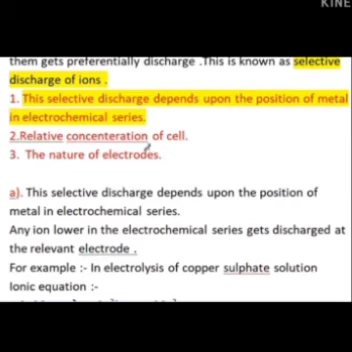 KINE
them gets preferentially discharge .This is known as selective
discharge of ions .
1. This selective discharge depends upon the position of metal
in electrochemical series.
2.Relative concenteration of cell.
3. The nature of electrodes.
a). This selective discharge depends upon the position of
metal in electrochemical series.
Any ion lower in the electrochemical series gets discharged at
the relevant electrode .
For example :- In electrolysis of copper sulphate solution
Ionic equation :-